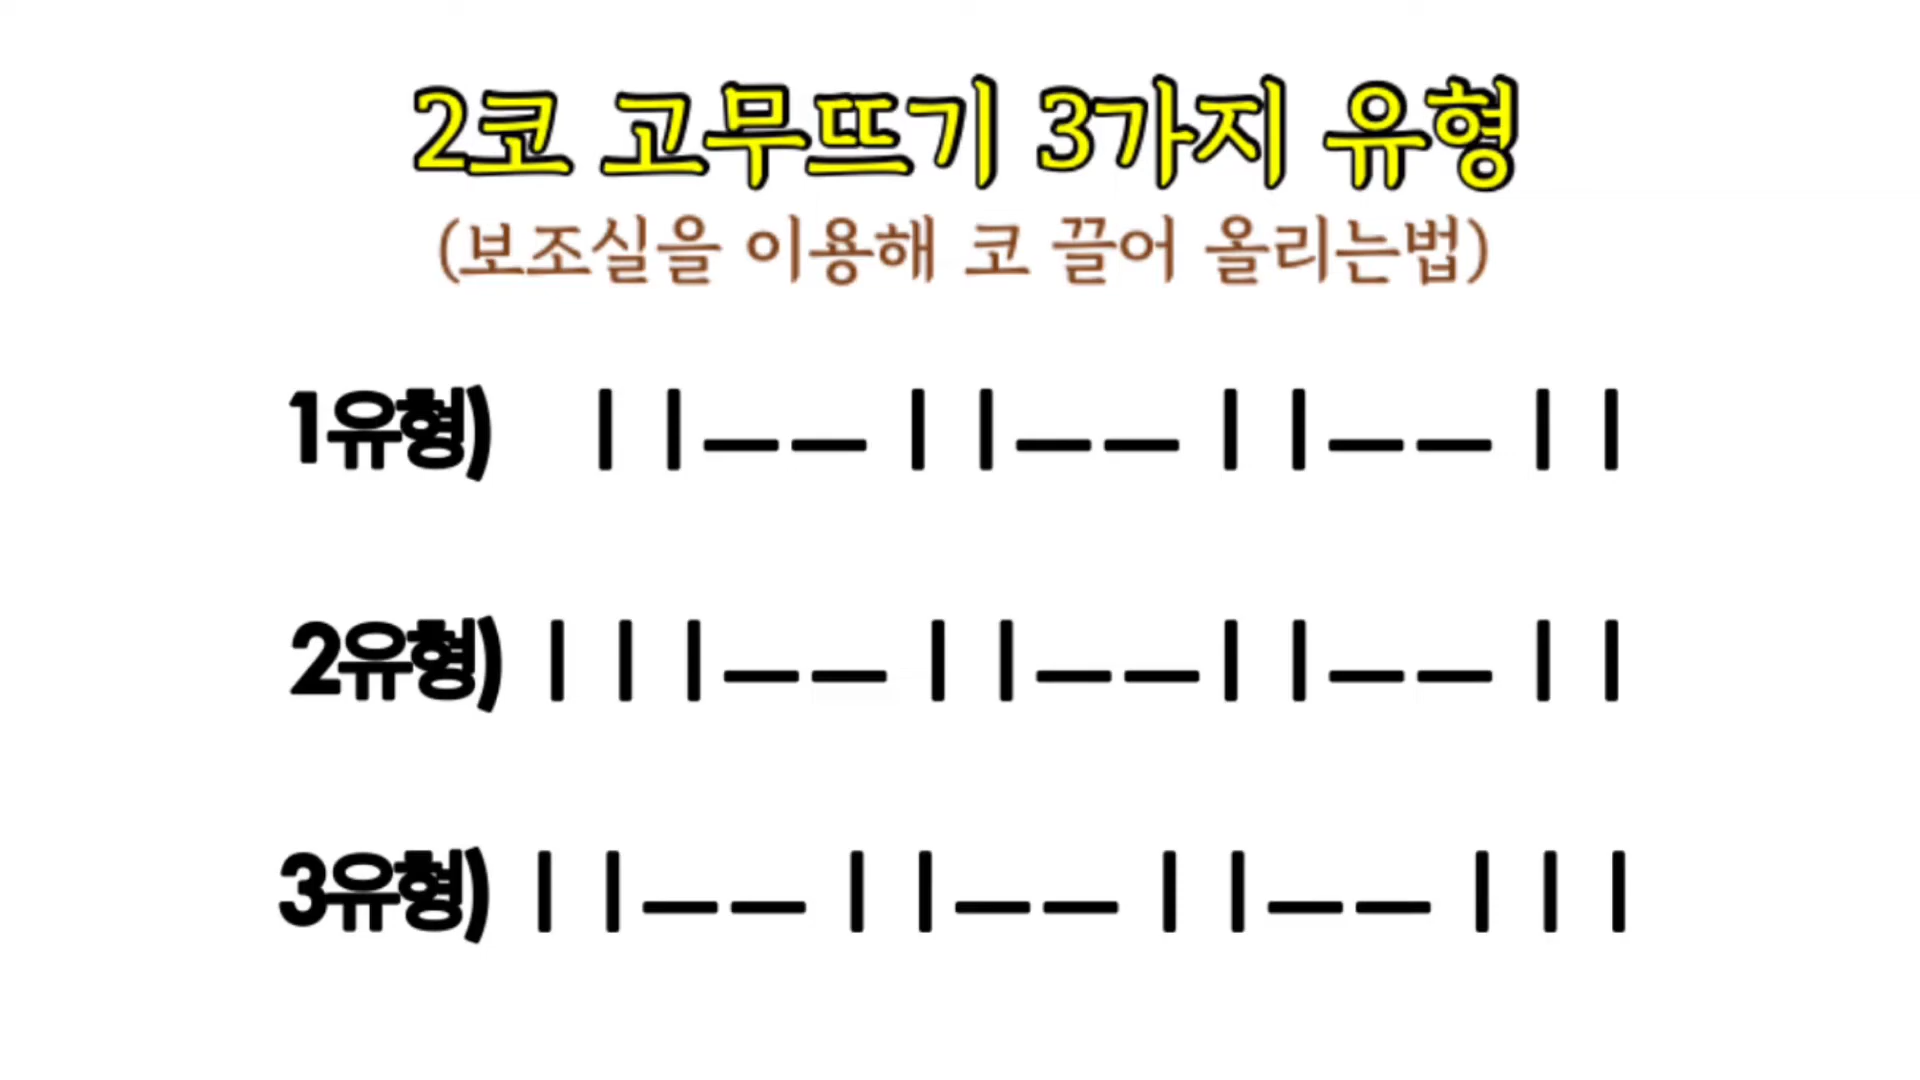 2코 고무뜨기 3가지 유형
(보조실을 이용해 코 끌어 올리는법)
1유형) | |—— | |—— | |—— | |
2유형) | | |—— | |——| |—— | |
3유형) | |—— | |—— | |—— | | |